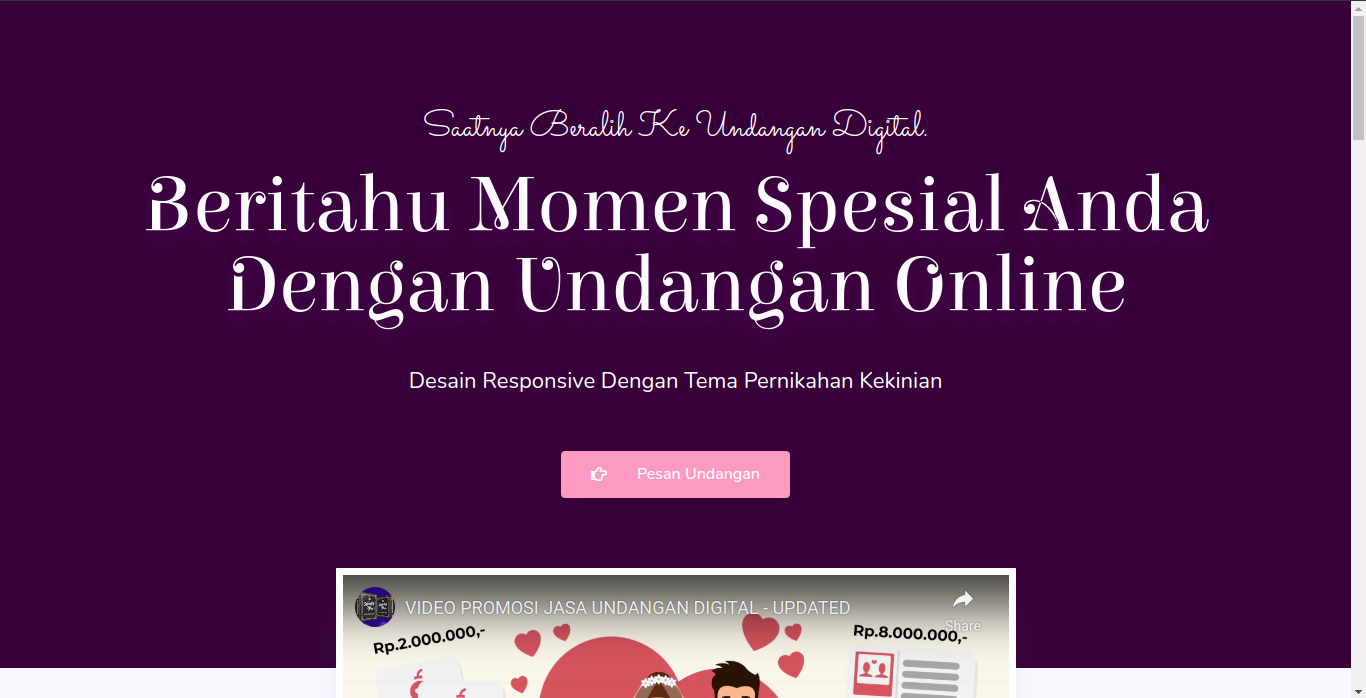 Saatnya Beralih Ke Undangan Digital.
Beritahu Momen Spesial Anda
Dengan Undangan Online
Desain Responsive Dengan Tema Pernikahan Kekinian
Pesan Undangan
VIDEO PROMOSI JASA UNDANGAN DIGITAL - UPDATED
Share
Rp.2.000.000,-
Rp.8.000.000,-